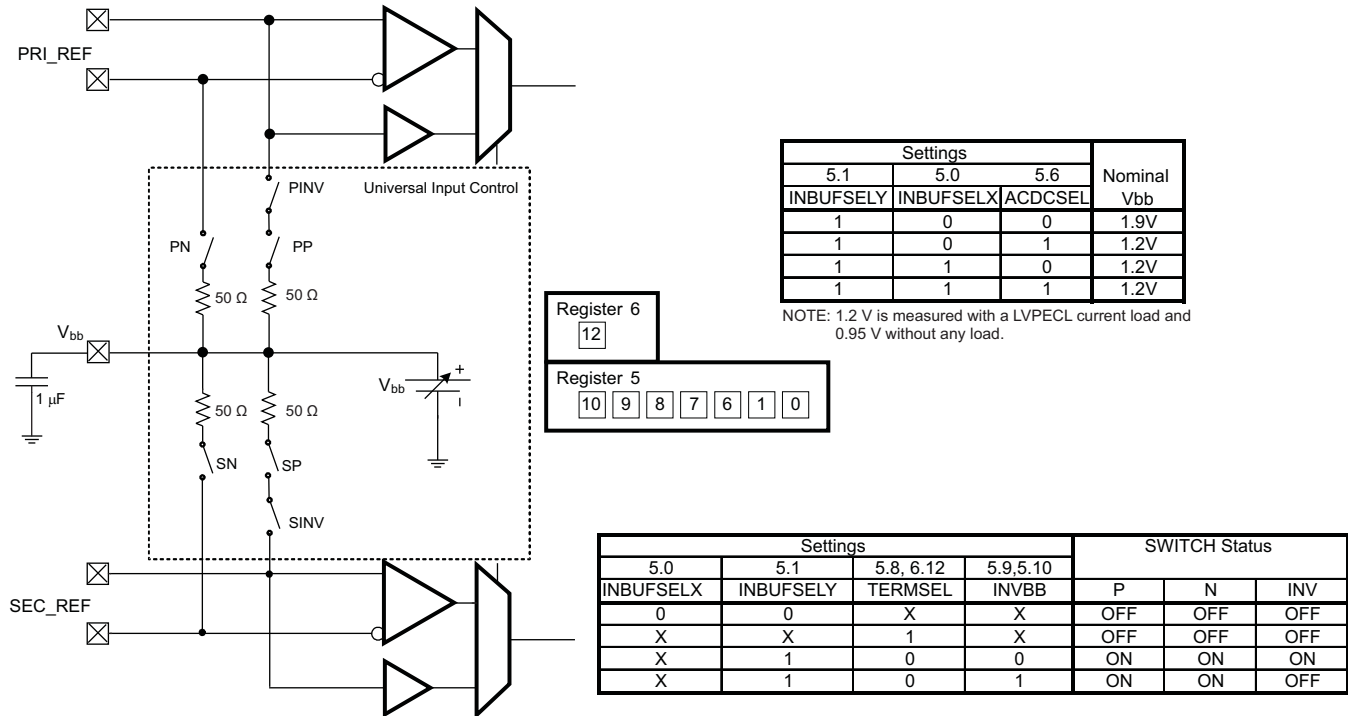 PRI_REF
PINV
Universal Input Control
PN
PP
50 Ω
50 Ω
Vbb
1 μF
Vbb
+
50 Ω
50 Ω
SN
SP
SINV
SEC_REF
Register 6
12
Register 5
10 9 8 7 6 1 0
Settings
Nominal Vbb
5.1 5.0 5.6
INBUFSELY INBUFSELX ACDCSEL
1 0 0 1.9V
1 0 1 1.2V
1 1 0 1.2V
1 1 1 1.2V
NOTE: 1.2 V is measured with a LVPECL current load and
0.95 V without any load.
Settings SWITCH Status
5.0 5.1 5.8, 6.12 5.9,5.10
INBUFSELX INBUFSELY TERMSEL INVBB P N INV
0 0 X X OFF OFF OFF
X X 1 X OFF OFF OFF
X 1 0 0 ON ON ON
X 1 0 1 ON ON OFF